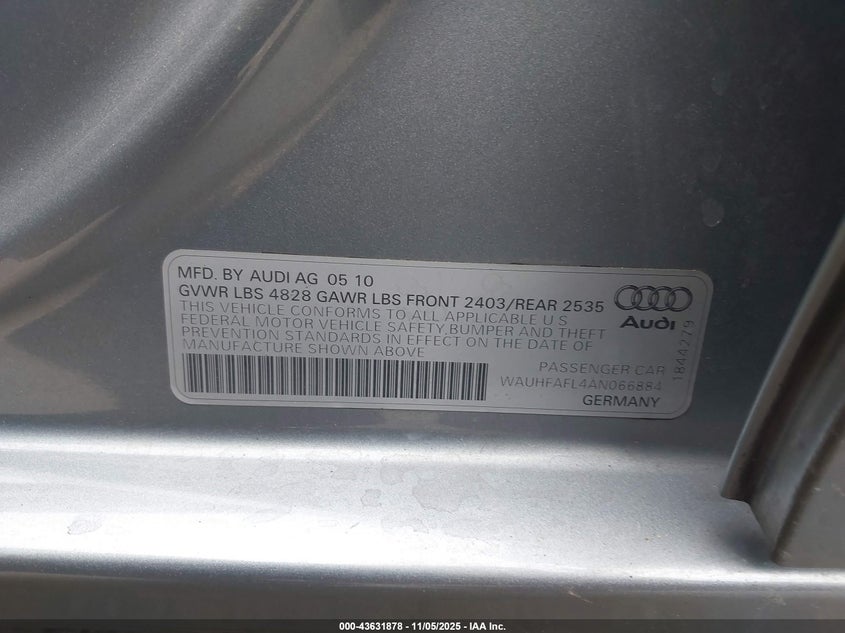 MFD. BY AUDI AG 05 10
GVWR LBS 4828 GAWR LBS FRONT 2403/REAR 2535
THIS VEHICLE CONFORMS TO ALL APPLICABLE U S
FEDERAL MOTOR VEHICLE SAFETY,BUMPER AND THEFT
PREVENTION STANDARDS IN EFFECT ON THE DATE OF
MANUFACTURE SHOWN ABOVE
Audi
PASSENGER CAR
WAUHFAFL4AN066884
GERMANY
1844279
000-43631878 - 11/05/2025 - IAA Inc.